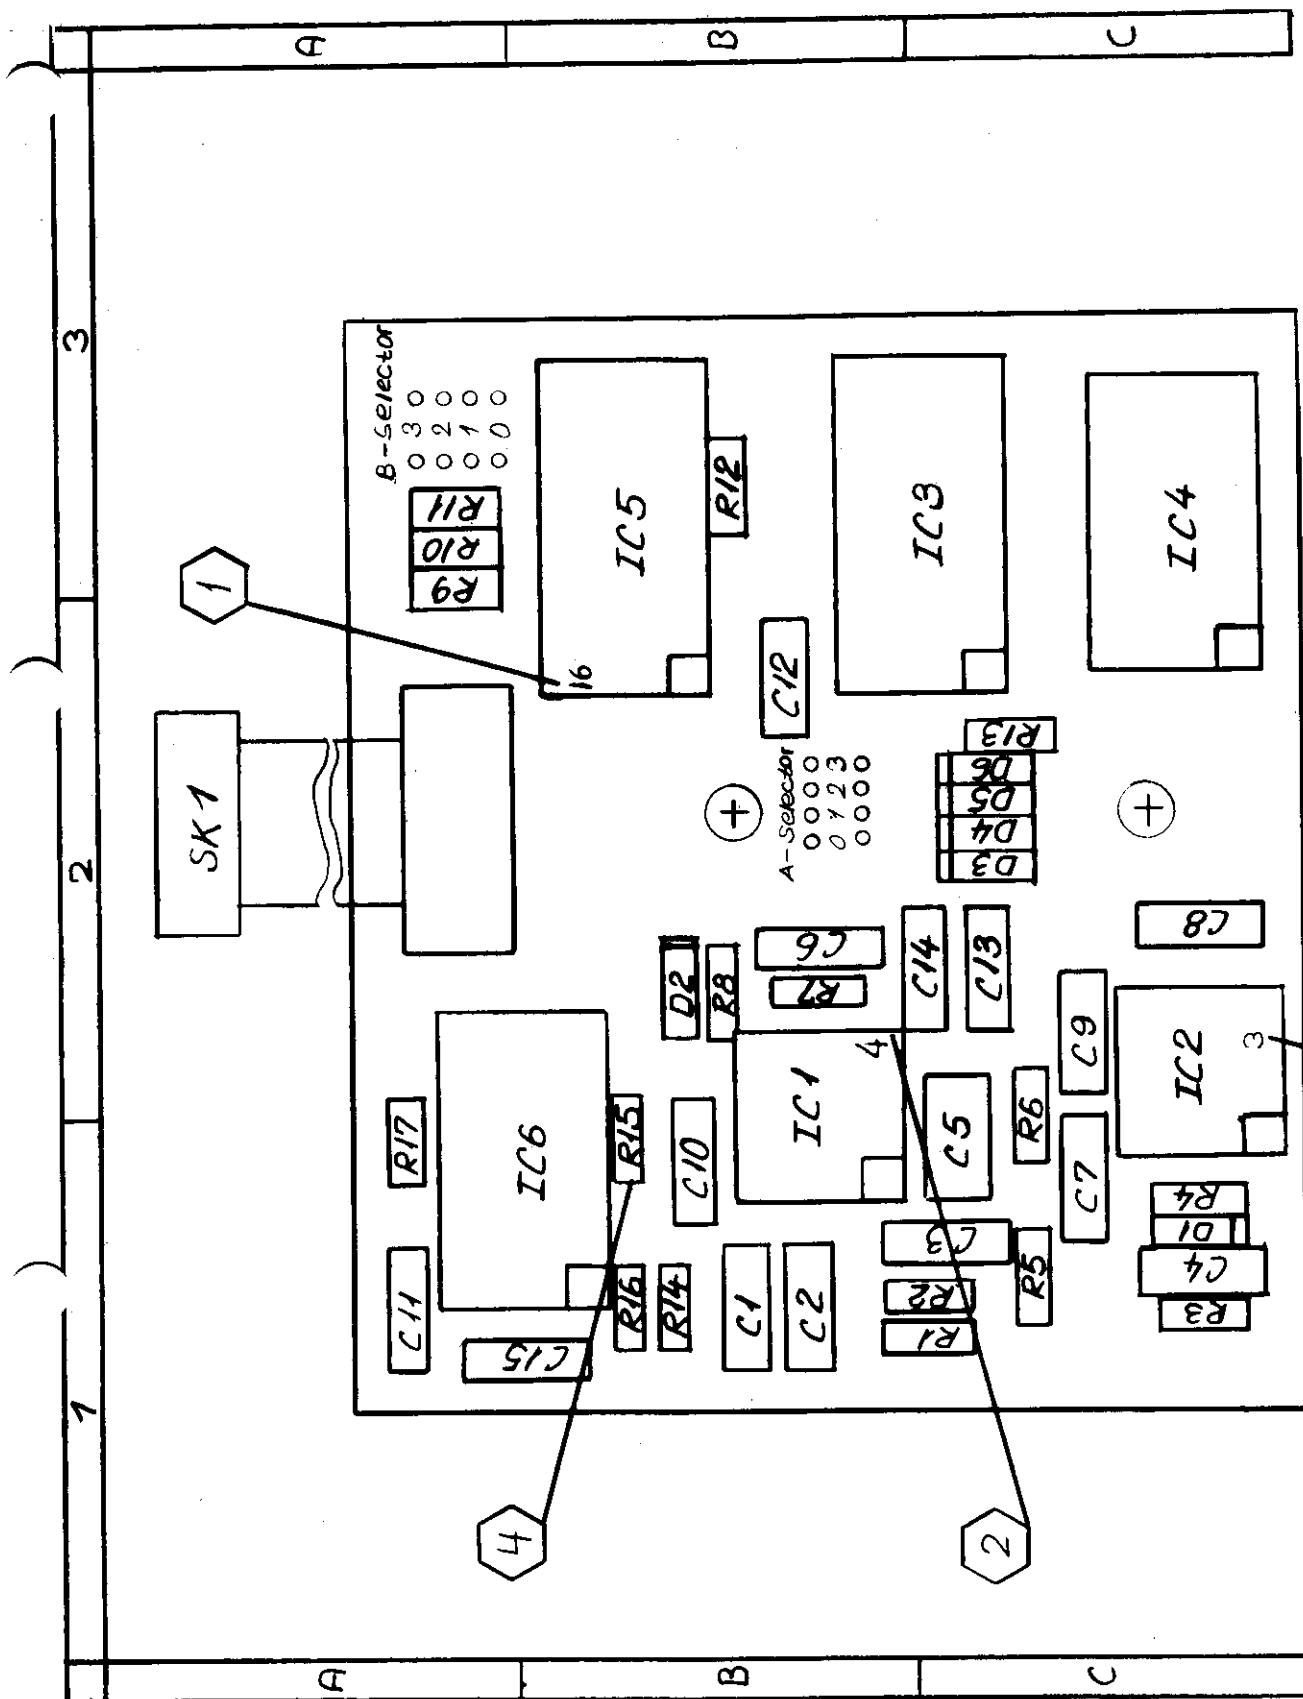 1
2
3
A
A
SK1
1
4
C11
R17
B-Selector
R9
R10
R11
3
2
1
0
C15
IC6
16
IC5
R16
R15
R14
D2
R8
R12
B
B
C10
C1
C2
IC1
4
R7
C6
A-Selector
0 1 2 3
C12
R1
R2
C3
C14
IC3
C5
C13
D3
D4
D5
D6
R13
2
R5
R6
C
C
C7
C9
R3
C4
D1
R4
IC2
3
C8
IC4